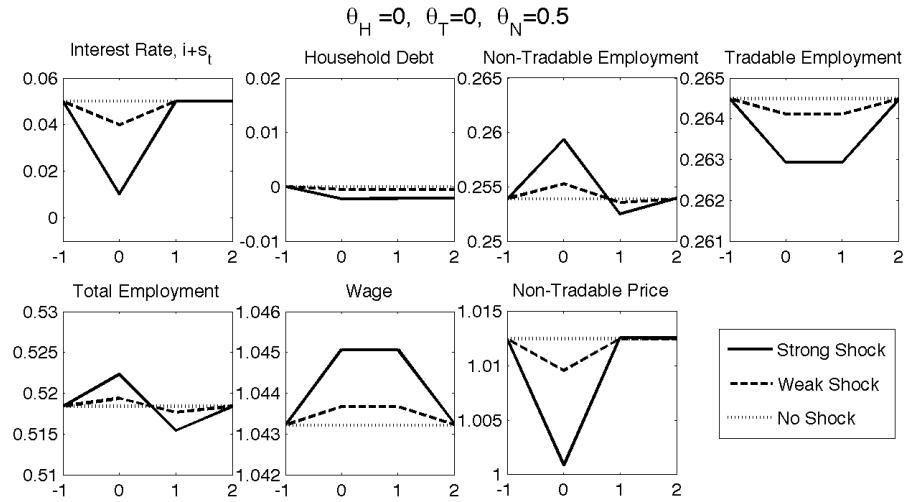 θ_H =0, θ_T=0, θ_N=0.5
Interest Rate, i+s_t
0.06
0.04
0.02
0
-1 0 1 2
Household Debt
0.02
0.01
0
-0.01
-1 0 1 2
Non-Tradable Employment
0.265
0.26
0.255
0.25
-1 0 1 2
Tradable Employment
0.265
0.264
0.263
0.262
0.261
-1 0 1 2
Total Employment
0.53
0.525
0.52
0.515
0.51
-1 0 1 2
Wage
1.046
1.045
1.044
1.043
1.042
-1 0 1 2
Non-Tradable Price
1.015
1.01
1.005
1
-1 0 1 2
Strong Shock
Weak Shock
No Shock